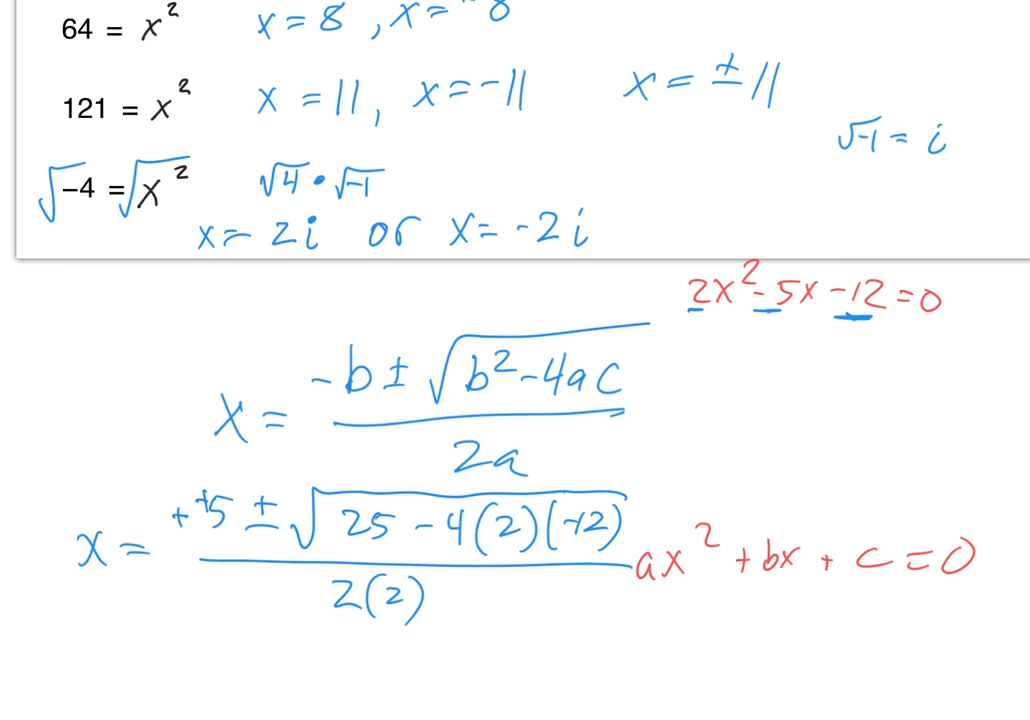 64 = x² x = 8 , x = -8
121 = x² x = 11, x = -11 x = ±11
√-1 = i
√-4 = √x² √4 • √-1
x = 2i or x = -2i
2x² - 5x - 12 = 0
x = (-b ± √(b² - 4ac)) / 2a
x = (++5 ± √(25 - 4(2)(-12))) / 2(2)
ax² + bx + c = 0